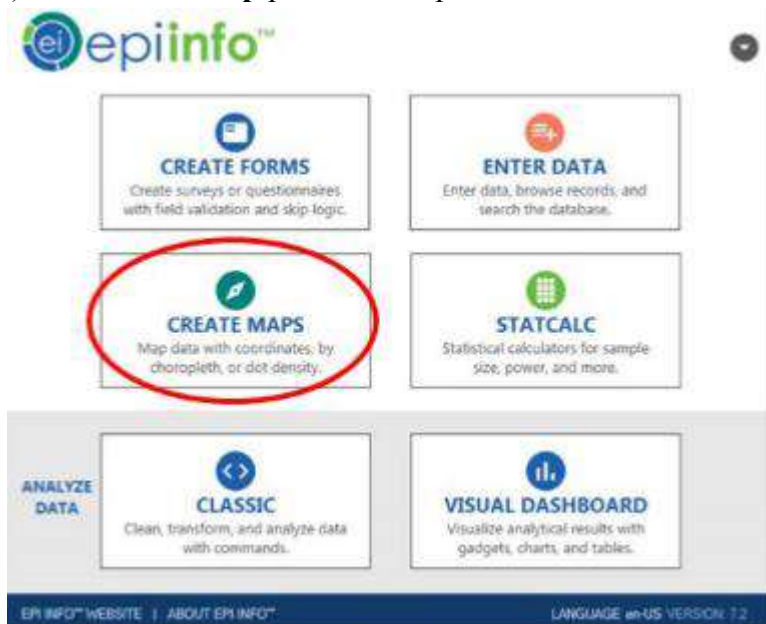 ei epiinfo™
CREATE FORMS
Create surveys or questionnaires
with field validation and skip logic.
ENTER DATA
Enter data, browse records, and
search the database.
CREATE MAPS
Map data with coordinates, by
choropleth, or dot density.
STATCALC
Statistical calculators for sample
size, power, and more.
ANALYZE
DATA
CLASSIC
Clean, transform, and analyze data
with commands.
VISUAL DASHBOARD
Visualize analytical results with
gadgets, charts, and tables.
EPI INFO™ WEBSITE | ABOUT EPI INFO™
LANGUAGE en-US VERSION: 7.2